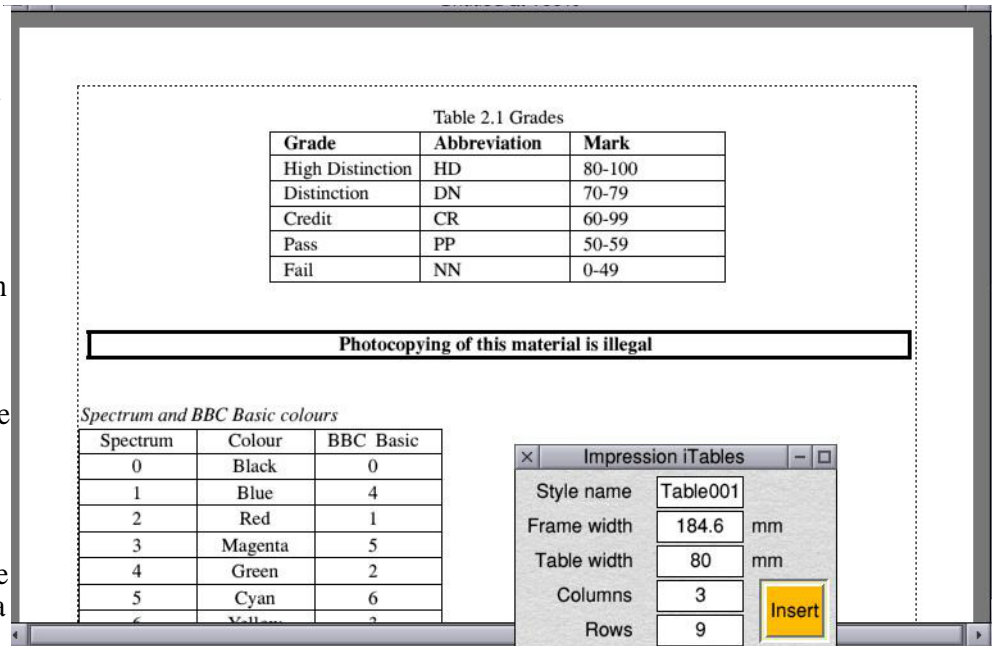 Table 2.1 Grades
Grade Abbreviation Mark
High Distinction HD 80-100
Distinction DN 70-79
Credit CR 60-99
Pass PP 50-59
Fail NN 0-49
Photocopying of this material is illegal
Spectrum and BBC Basic colours
Spectrum Colour BBC Basic
0 Black 0
1 Blue 4
2 Red 1
3 Magenta 5
4 Green 2
5 Cyan 6
Impression iTables
Style name Table001
Frame width 184.6 mm
Table width 80 mm
Columns 3
Rows 9
Insert